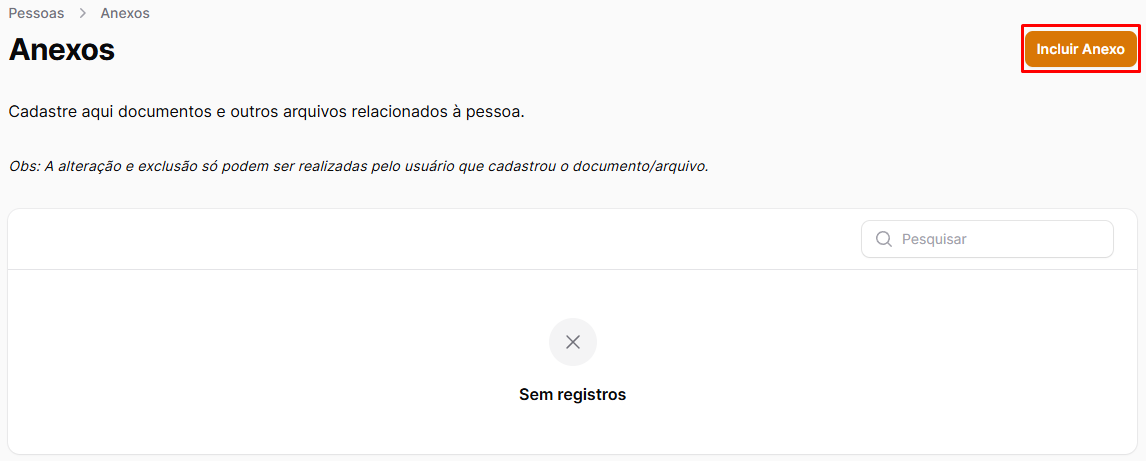 Pessoas > Anexos
Anexos
Incluir Anexo
Cadastre aqui documentos e outros arquivos relacionados à pessoa.
Obs: A alteração e exclusão só podem ser realizadas pelo usuário que cadastrou o documento/arquivo.
Pesquisar
Sem registros